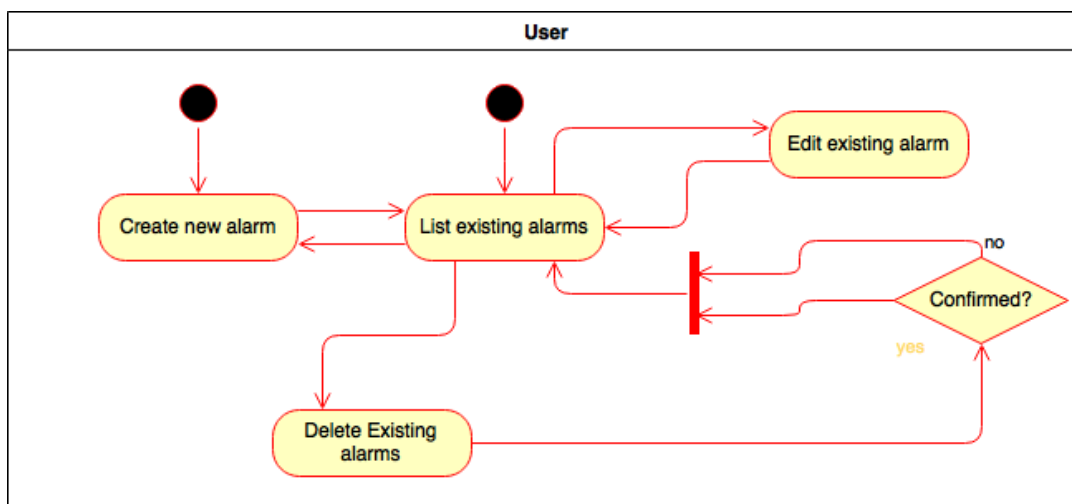 User
Edit existing alarm
Create new alarm
List existing alarms
no
Confirmed?
yes
Delete Existing
alarms